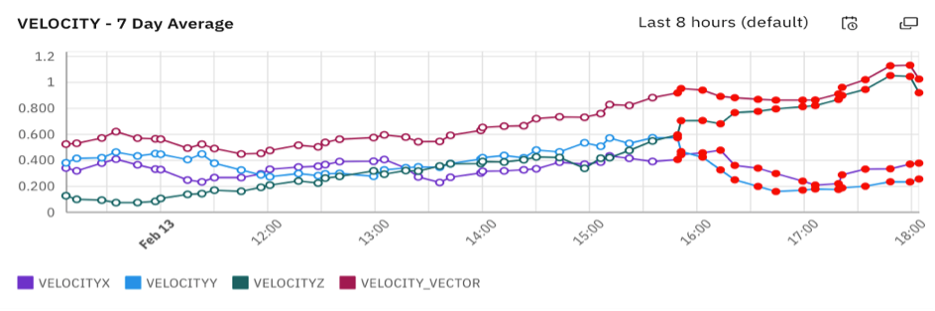 VELOCITY - 7 Day Average
Last 8 hours (default)
1.2
1
0.800
0.600
0.400
0.200
0
Feb 13
12:00
13:00
14:00
15:00
16:00
17:00
18:00
VELOCITYX
VELOCITYY
VELOCITYZ
VELOCITY_VECTOR